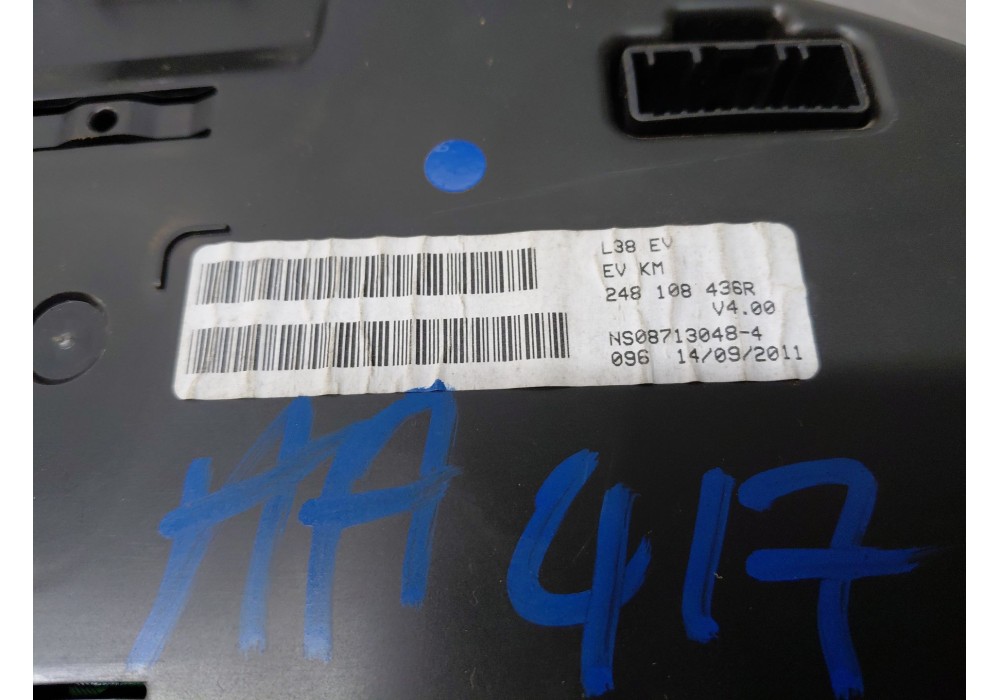 L38 EV
EV KM
248 108 436R
V4.00
NS08713048-4
096 14/09/2011
AA 417